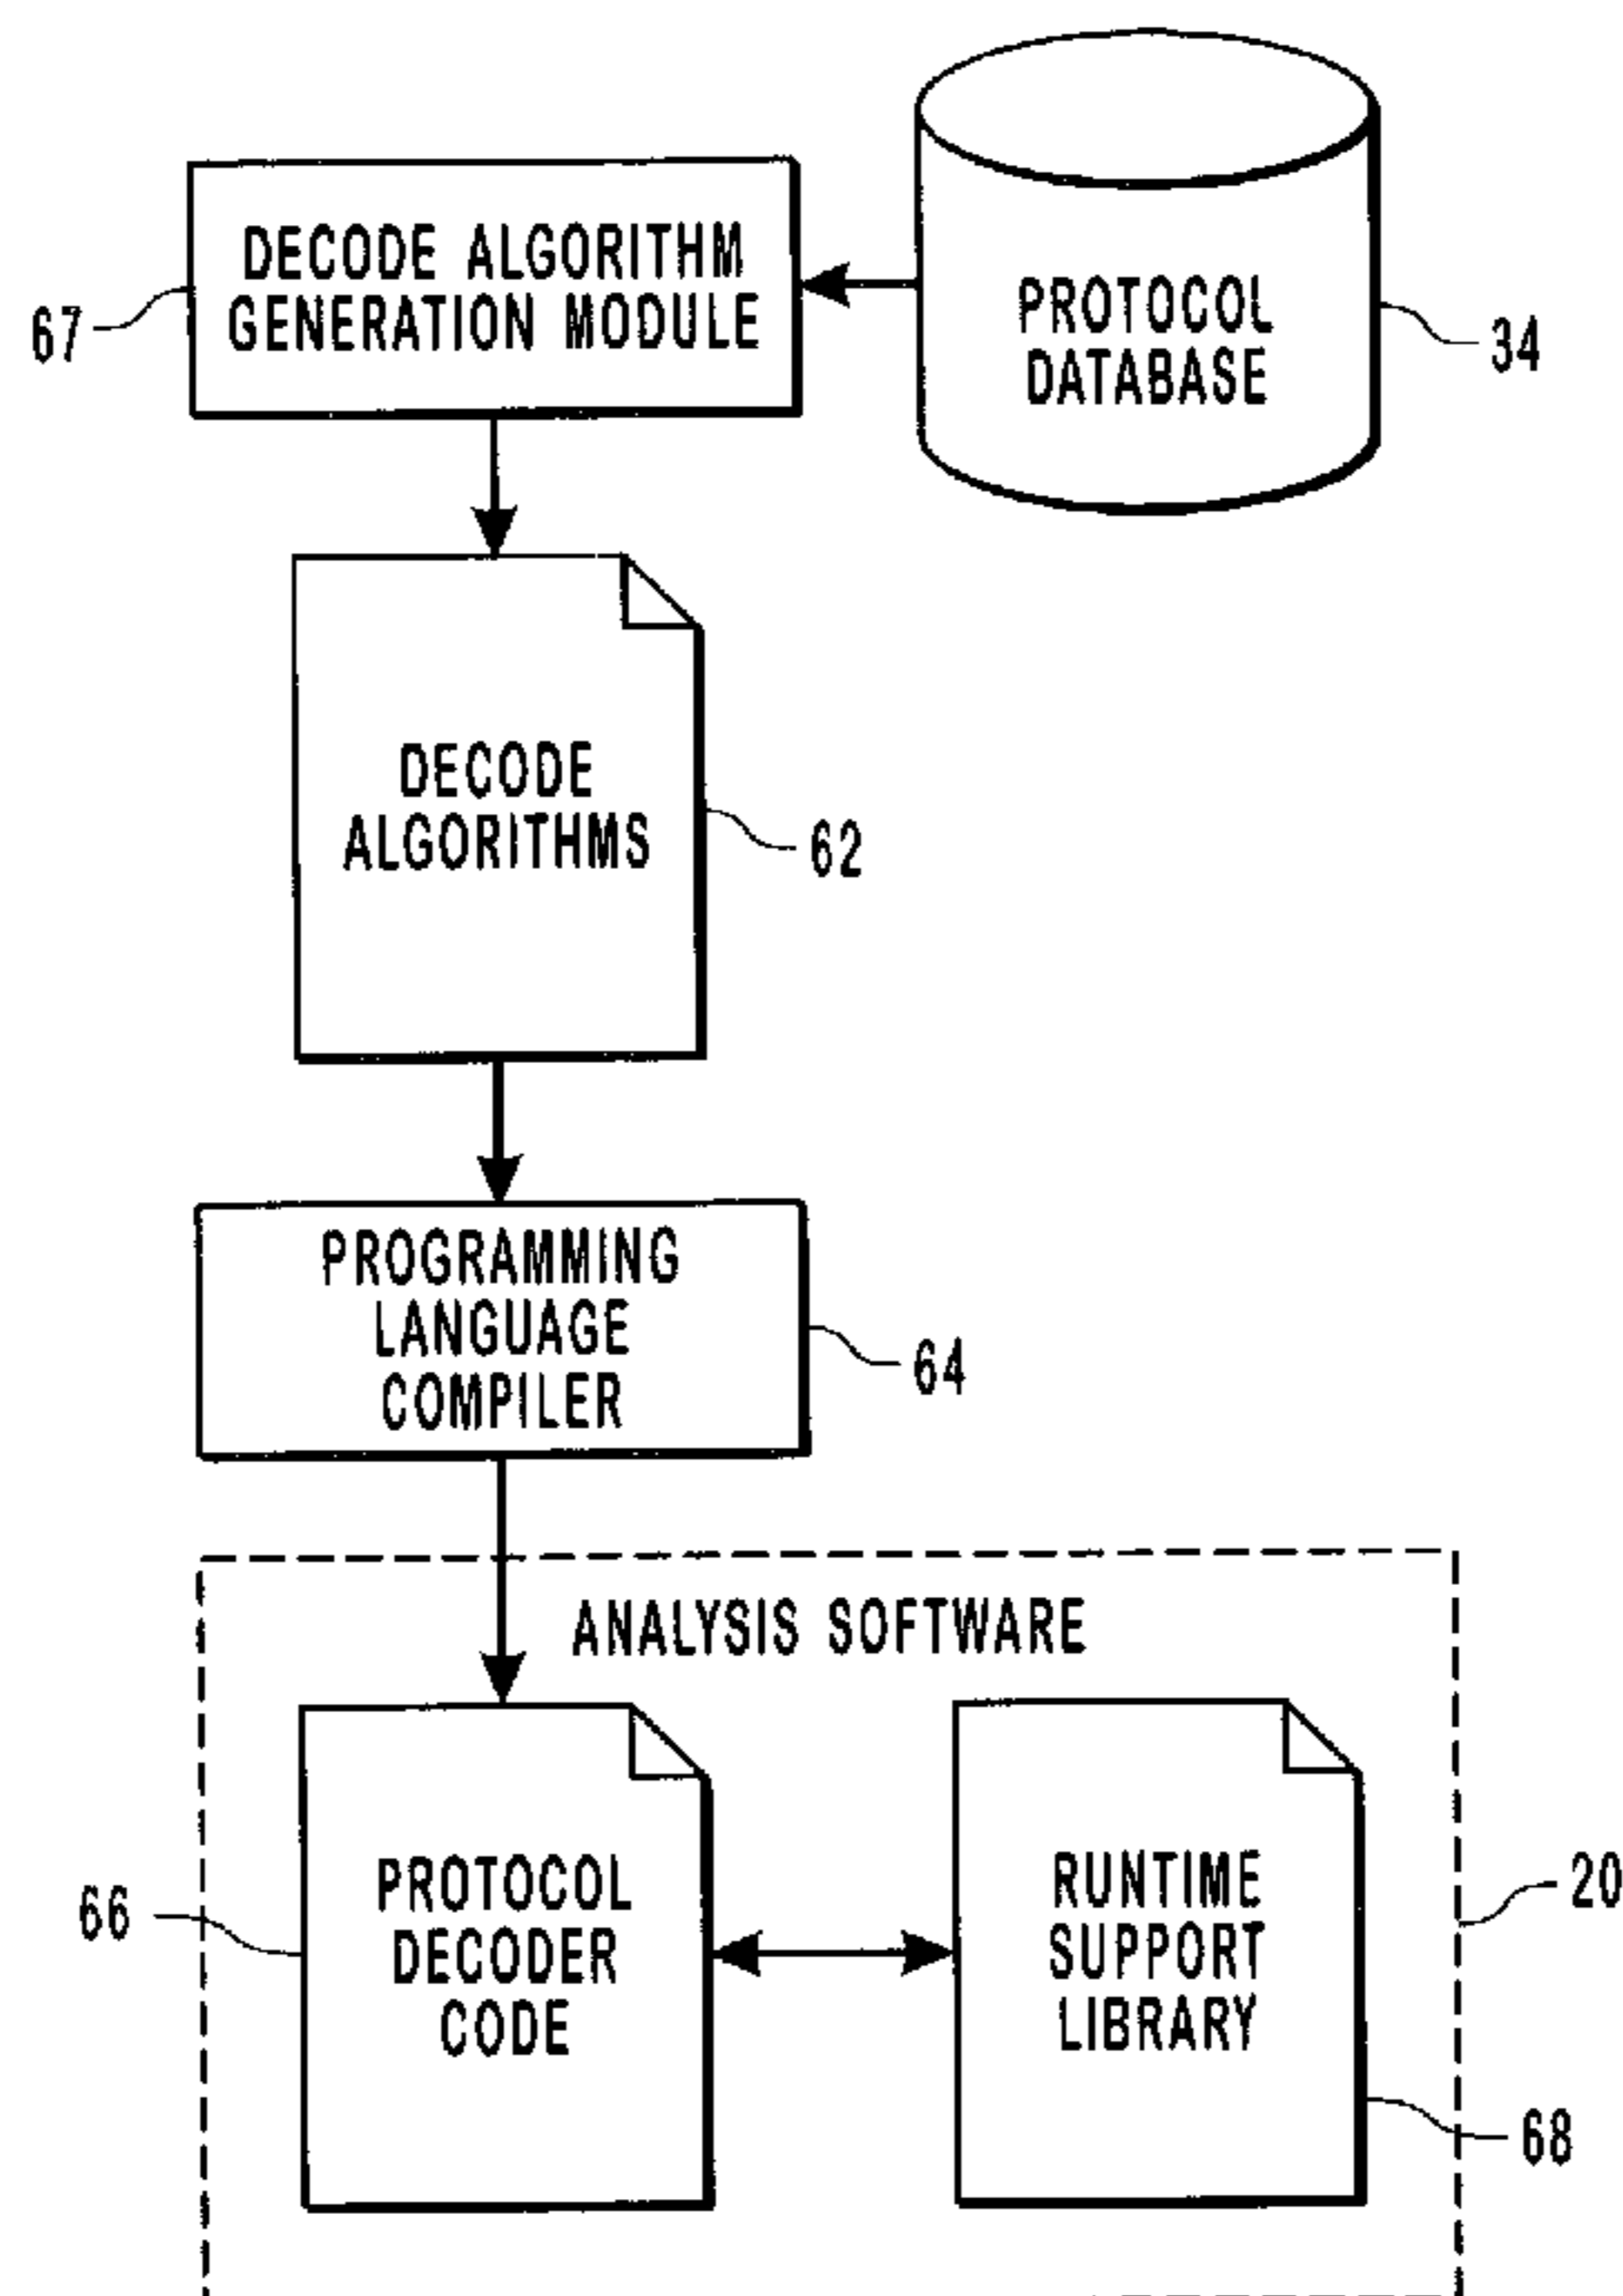 DECODE ALGORITHM
GENERATION MODULE
67
PROTOCOL
DATABASE
34
DECODE
ALGORITHMS
62
PROGRAMMING
LANGUAGE
COMPILER
64
ANALYSIS SOFTWARE
PROTOCOL
DECODER
CODE
66
RUNTIME
SUPPORT
LIBRARY
20
68